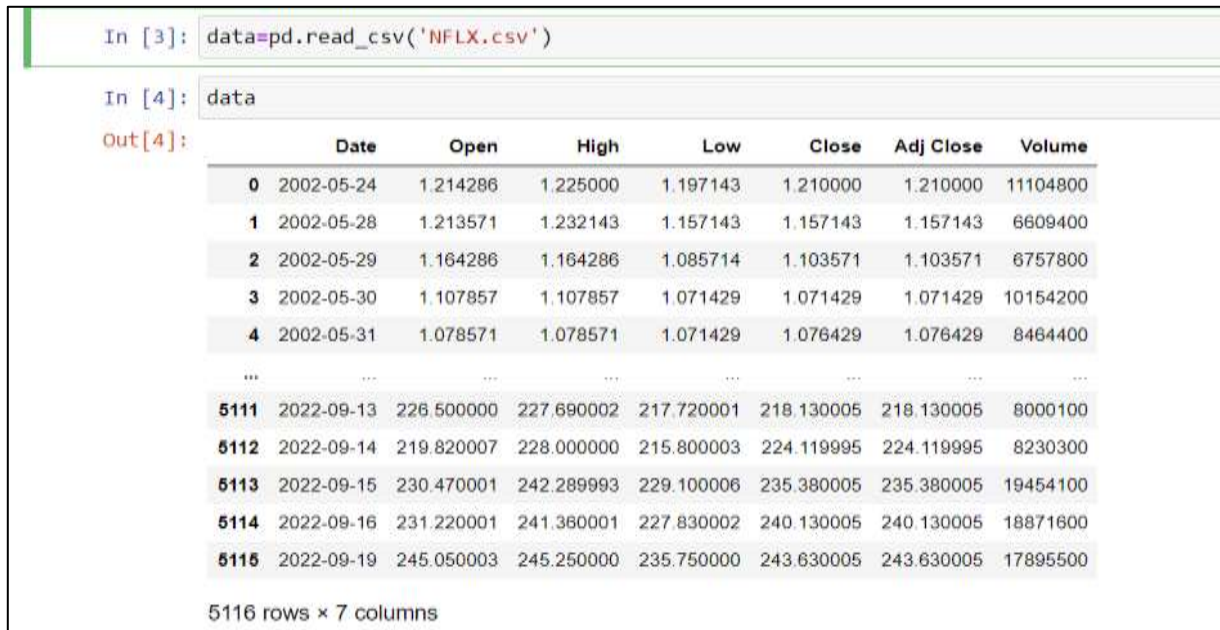 In [3]: data=pd.read_csv('NFLX.csv')
In [4]: data
Out[4]:
Date Open High Low Close Adj Close Volume
0 2002-05-24 1.214286 1.225000 1.197143 1.210000 1.210000 11104800
1 2002-05-28 1.213571 1.232143 1.157143 1.157143 1.157143 6609400
2 2002-05-29 1.164286 1.164286 1.085714 1.103571 1.103571 6757800
3 2002-05-30 1.107857 1.107857 1.071429 1.071429 1.071429 10154200
4 2002-05-31 1.078571 1.078571 1.071429 1.076429 1.076429 8464400
... ... ... ... ... ... ... ...
5111 2022-09-13 226.500000 227.690002 217.720001 218.130005 218.130005 8000100
5112 2022-09-14 219.820007 228.000000 215.800003 224.119995 224.119995 8230300
5113 2022-09-15 230.470001 242.289993 229.100006 235.380005 235.380005 19454100
5114 2022-09-16 231.220001 241.360001 227.830002 240.130005 240.130005 18871600
5115 2022-09-19 245.050003 245.250000 235.750000 243.630005 243.630005 17895500
5116 rows × 7 columns